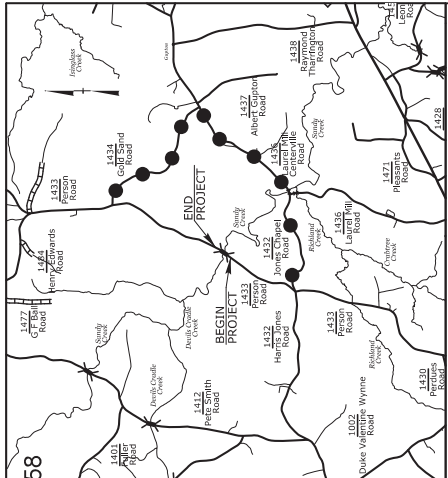 58
1401
Fuller
Road
1477
G F Ball
Road
Sandy
Creek
Devils Cradle
Creek
1412
Pete Smith
Road
1484
Henry Edwards
Road
1433
Person
Road
Isinglass
Creek
1434
Gold Sand
Road
Gupton
Devils Cradle
Creek
END
PROJECT
BEGIN
PROJECT
Sandy
Creek
1433
Person
Road
1432
Harris Jones
Road
1432
Jones Chapel
Road
1437
Albert Gupton
Road
1436
Laurel Mill
Centerville
Road
1438
Raymond
Tharrington
Road
Sandy
Creek
Richland
Creek
1436
Laurel Mill
Road
1433
Person
Road
1002
Duke Valentine Wynne
Road
Richland
Creek
1430
Perdues
Road
Crabtree
Creek
1471
Pleasants
Road
1428